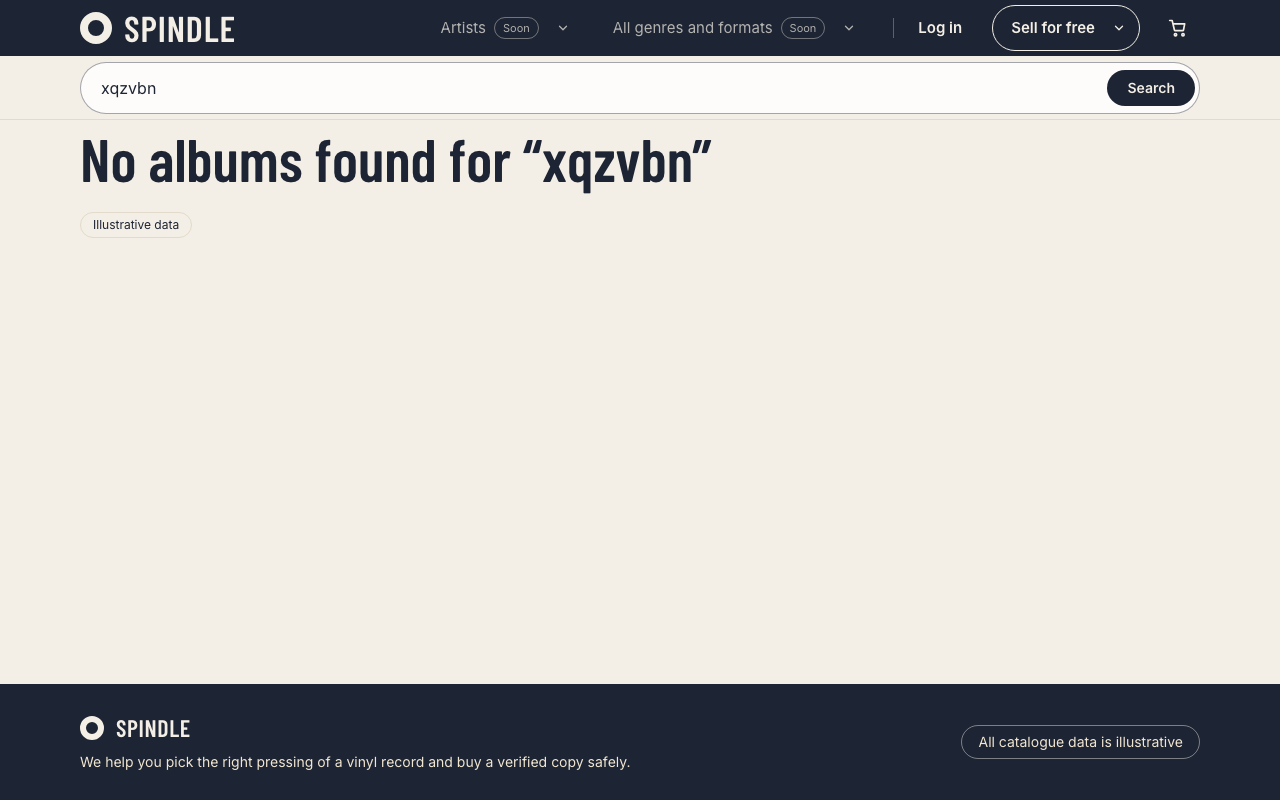 SPINDLE
Artists Soon
All genres and formats Soon
Log in
Sell for free
xqzvbn
Search
No albums found for “xqzvbn”
Illustrative data
SPINDLE
We help you pick the right pressing of a vinyl record and buy a verified copy safely.
All catalogue data is illustrative